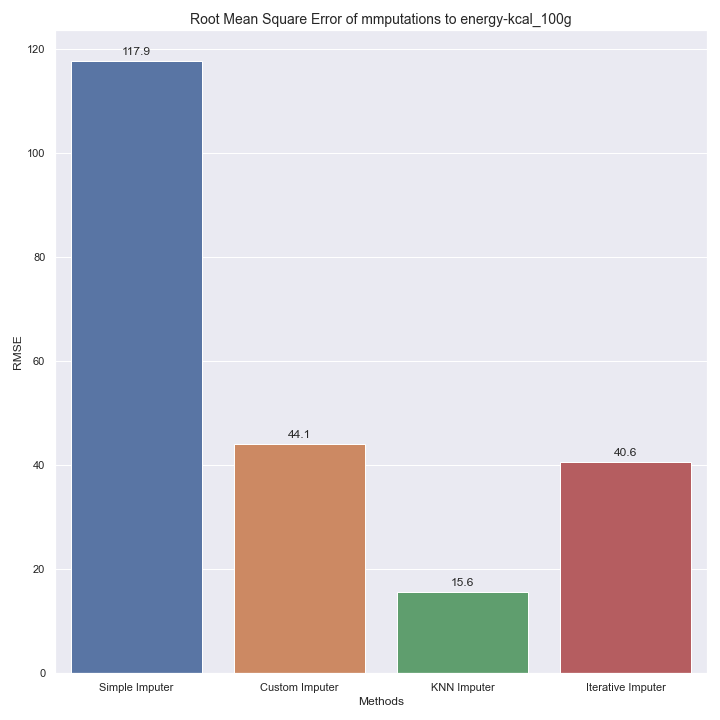 Root Mean Square Error of mmputations to energy-kcal_100g
120
100
80
60
40
20
0
RMSE
117.9
44.1
15.6
40.6
Simple Imputer
Custom Imputer
KNN Imputer
Iterative Imputer
Methods